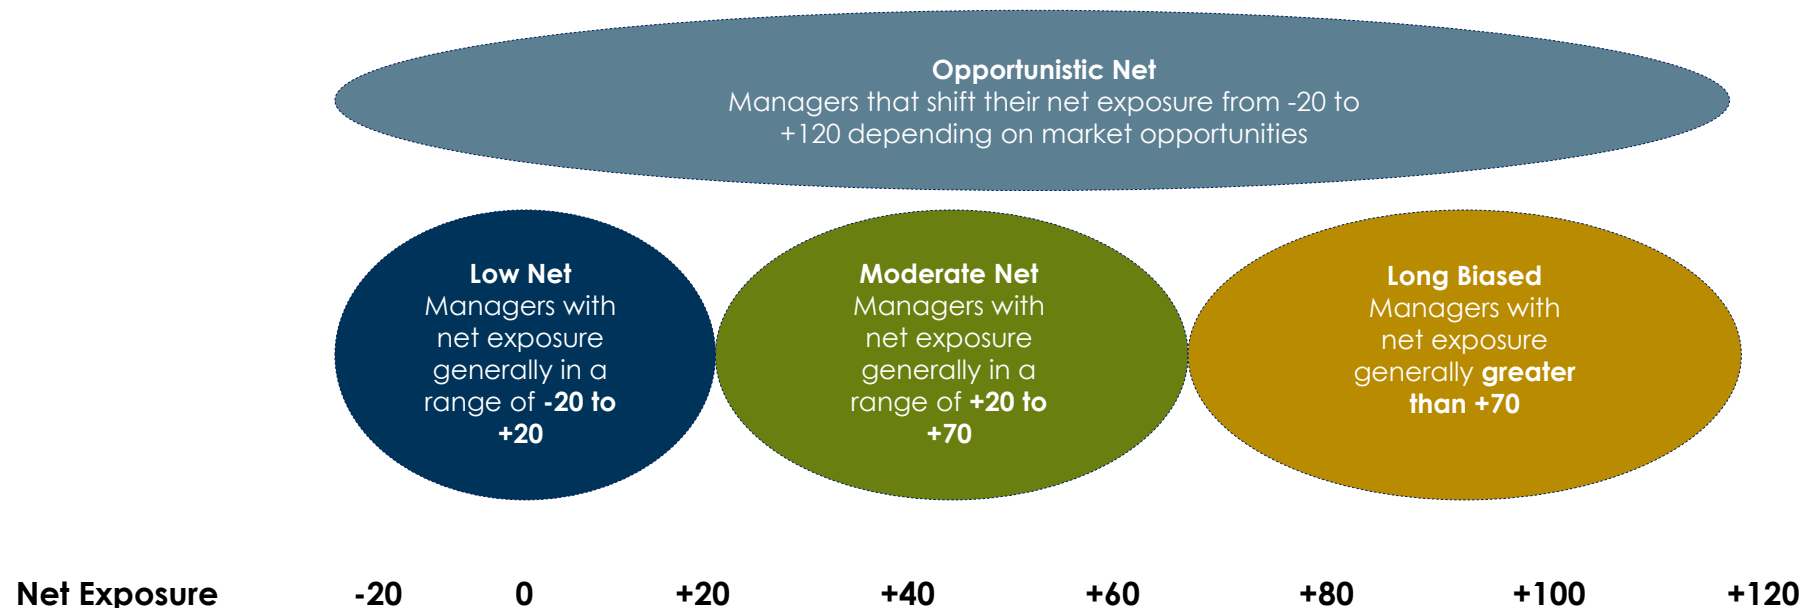 Opportunistic Net
Managers that shift their net exposure from -20 to
+120 depending on market opportunities
Low Net
Managers with
net exposure
generally in a
range of -20 to
+20
Moderate Net
Managers with
net exposure
generally in a
range of +20 to
+70
Long Biased
Managers with
net exposure
generally greater
than +70
Net Exposure -20 0 +20 +40 +60 +80 +100 +120